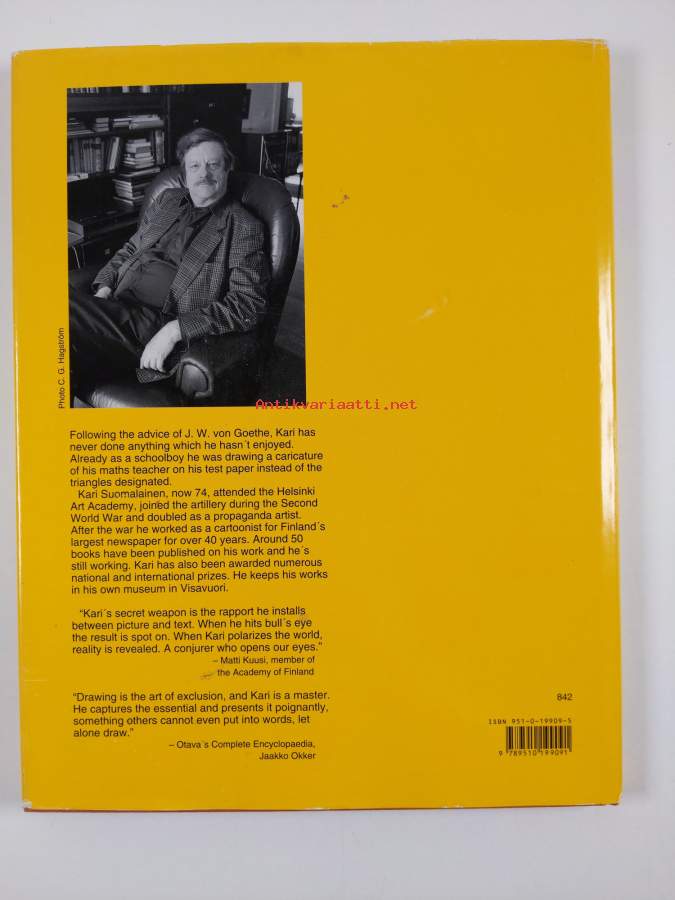 Photo C. G. Hagström
Antikvariaatti.net
Following the advice of J. W. von Goethe, Kari has
never done anything which he hasn´t enjoyed.
Already as a schoolboy he was drawing a caricature
of his maths teacher on his test paper instead of the
triangles designated.
Kari Suomalainen, now 74, attended the Helsinki
Art Academy, joined the artillery during the Second
World War and doubled as a propaganda artist.
After the war he worked as a cartoonist for Finland´s
largest newspaper for over 40 years. Around 50
books have been published on his work and he´s
still working. Kari has also been awarded numerous
national and international prizes. He keeps his works
in his own museum in Visavuori.
“Kari´s secret weapon is the rapport he installs
between picture and text. When he hits bull´s eye
the result is spot on. When Kari polarizes the world,
reality is revealed. A conjurer who opens our eyes.”
– Matti Kuusi, member of
the Academy of Finland
“Drawing is the art of exclusion, and Kari is a master.
He captures the essential and presents it poignantly,
something others cannot even put into words, let
alone draw.”
– Otava´s Complete Encyclopaedia,
Jaakko Okker
842
ISBN 951-0-19909-5
9 789510 199091